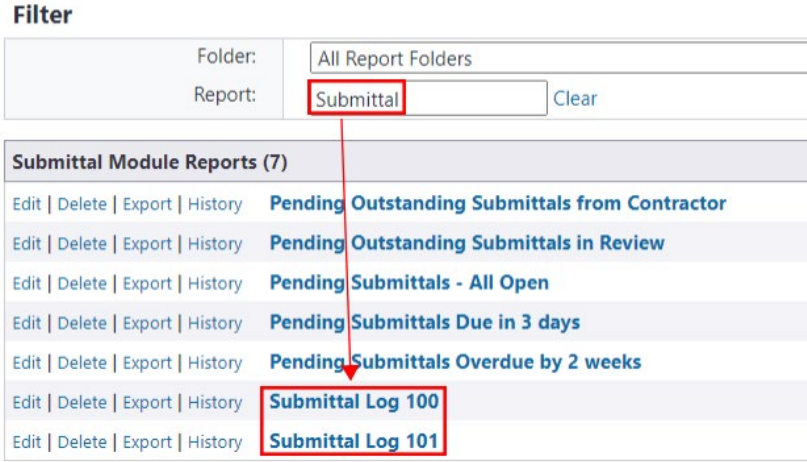 Filter
Folder: All Report Folders
Report: Submittal Clear
Submittal Module Reports (7)
Edit | Delete | Export | History Pending Outstanding Submittals from Contractor
Edit | Delete | Export | History Pending Outstanding Submittals in Review
Edit | Delete | Export | History Pending Submittals - All Open
Edit | Delete | Export | History Pending Submittals Due in 3 days
Edit | Delete | Export | History Pending Submittals Overdue by 2 weeks
Edit | Delete | Export | History Submittal Log 100
Edit | Delete | Export | History Submittal Log 101